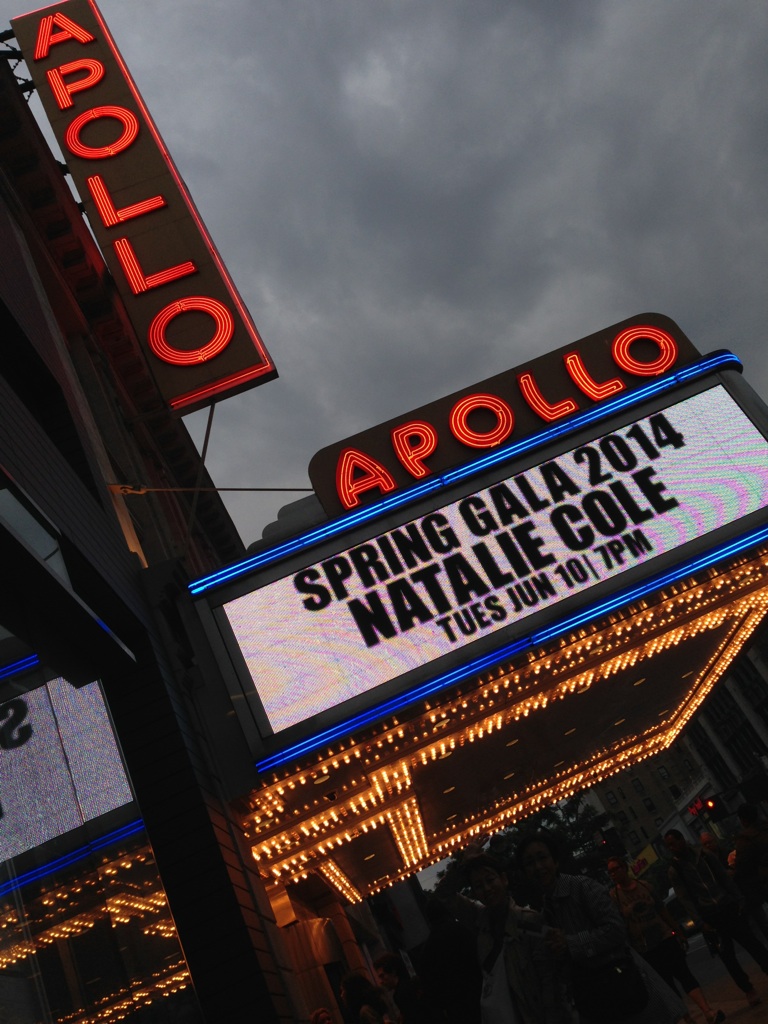 APOLLO
APOLLO
SPRING GALA 2014
NATALIE COLE
TUES JUN 10| 7PM
S